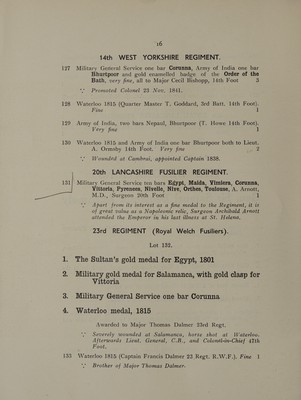 16
14th WEST YORKSHIRE REGIMENT.
127 Military General Service one bar Corunna, Army of India one bar
Bhurtpoor and gold enamelled badge of the Order of the
Bath, very fine, all to Major Cecil Bishopp, 14th Foot 3
∵ Promoted Colonel 23 Nov. 1841.
128 Waterloo 1815 (Quarter Master T. Goddard, 3rd Batt. 14th Foot).
Fine 1
129 Army of India, two bars Nepaul, Bhurtpoor (T. Howe 14th Foot).
Very fine 1
130 Waterloo 1815 and Army of India one bar Bhurtpoor both to Lieut.
A. Ormsby 14th Foot. Very fine 2
∵ Wounded at Cambrai, appointed Captain 1838.
20th LANCASHIRE FUSILIER REGIMENT.
131 Military General Service ten bars Egypt, Maida, Vimiera, Corunna,
Vittoria, Pyrenees, Nivelle, Nive, Orthes, Toulouse, A. Arnott,
M.D., Surgeon 20th Foot 1
∵ Apart from its interest as a fine medal to the Regiment, it is
of great value as a Napoleonic relic, Surgeon Archibald Arnott
attended the Emperor in his last illness at St. Helena.
23rd REGIMENT (Royal Welch Fusiliers).
Lot 132.
1. The Sultan's gold medal for Egypt, 1801
2. Military gold medal for Salamanca, with gold clasp for
Vittoria
3. Military General Service one bar Corunna
4. Waterloo medal, 1815
Awarded to Major Thomas Dalmer 23rd Regt.
∵ Severely wounded at Salamanca, horse shot at Waterloo.
Afterwards Lieut. General, C.B., and Colonel-in-Chief 47th
Foot.
133 Waterloo 1815 (Captain Francis Dalmer 23 Regt. R.W.F.). Fine 1
∵ Brother of Major Thomas Dalmer.